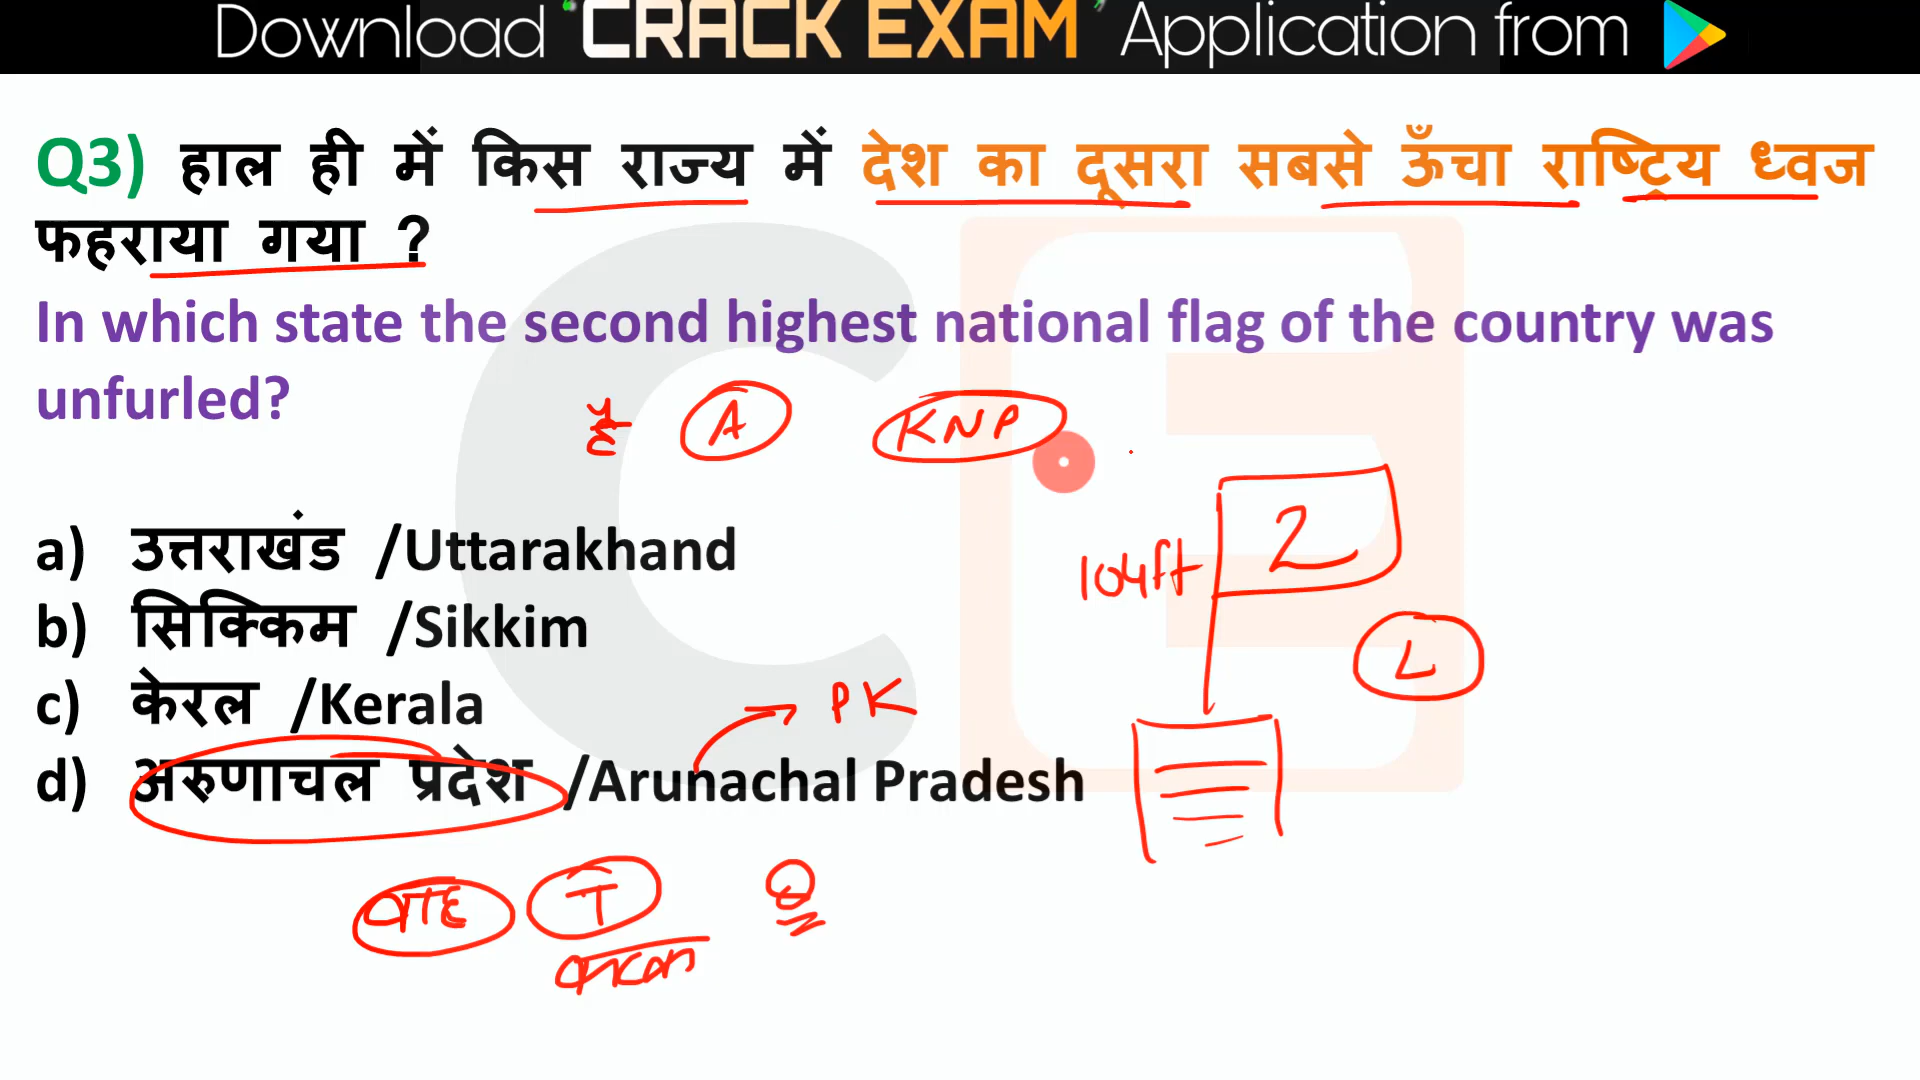 Download CRACK EXAM Application from
Q3) हाल ही में किस राज्य में देश का दूसरा सबसे ऊँचा राष्ट्रिय ध्वज
फहराया गया ?
In which state the second highest national flag of the country was
unfurled?
A KNP
2
104ft
a) उत्तराखंड /Uttarakhand
b) सिक्किम /Sikkim
L
c) केरल /Kerala
PK
d) अरुणाचल प्रदेश /Arunachal Pradesh
T